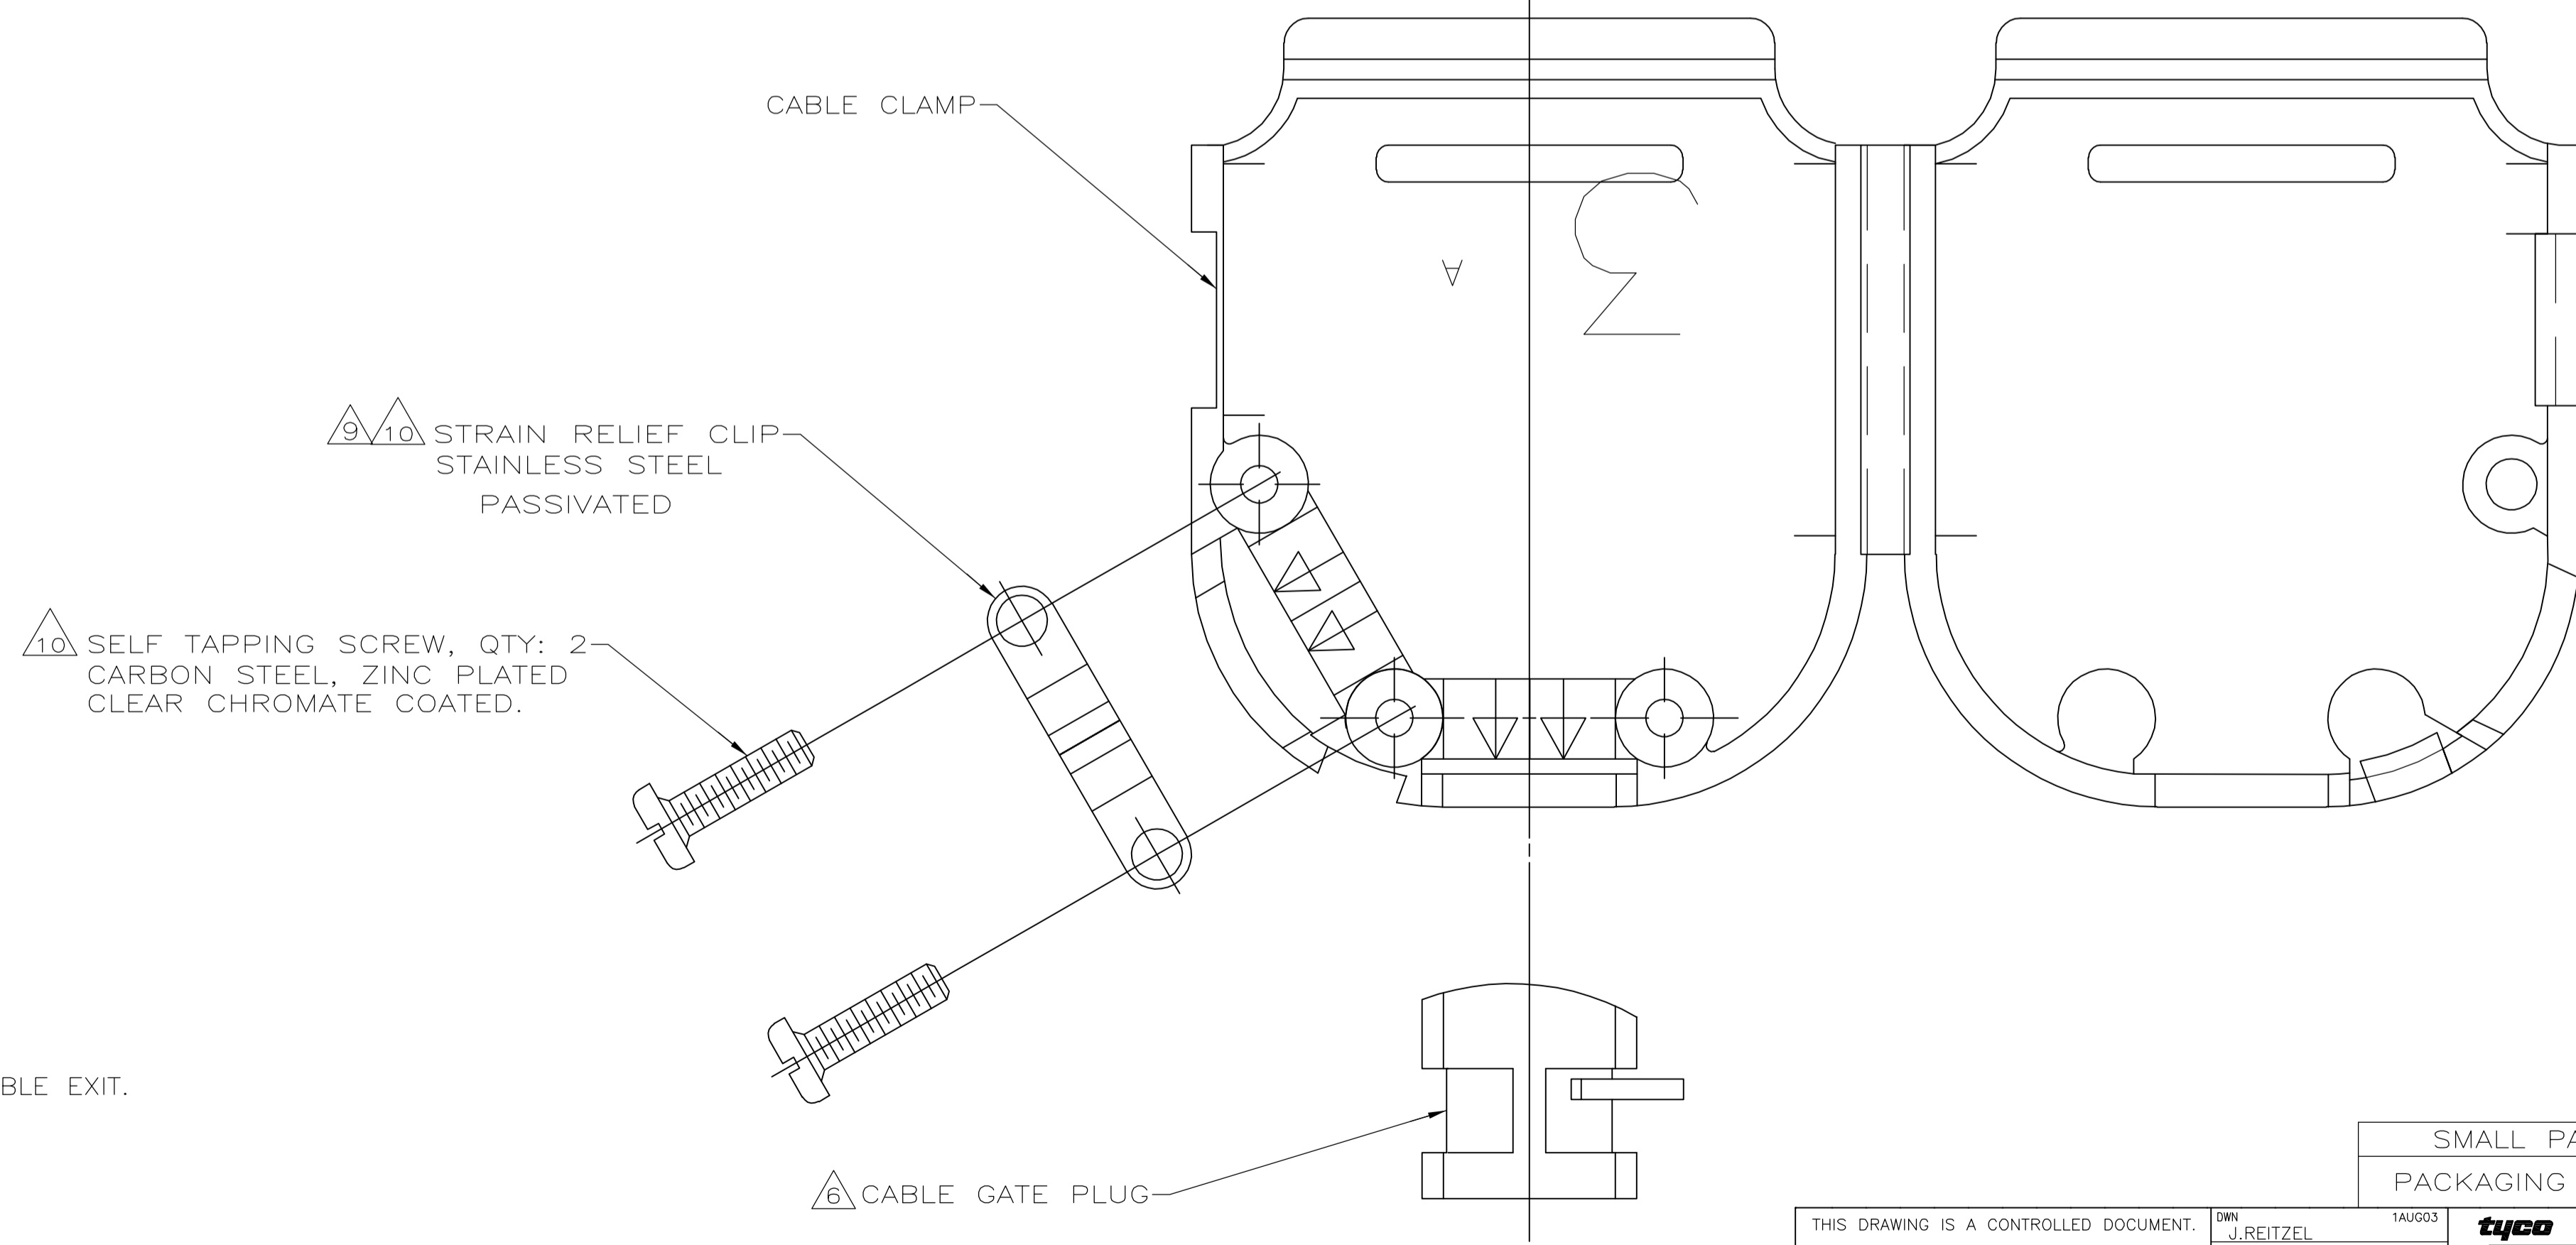 CABLE CLAMP
9 10 STRAIN RELIEF CLIP
STAINLESS STEEL
PASSIVATED
10 SELF TAPPING SCREW, QTY: 2
CARBON STEEL, ZINC PLATED
CLEAR CHROMATE COATED.
A
BLE EXIT.
6 CABLE GATE PLUG
SMALL PA
PACKAGING
THIS DRAWING IS A CONTROLLED DOCUMENT.
DWN 1AUG03
J.REITZEL
tyco